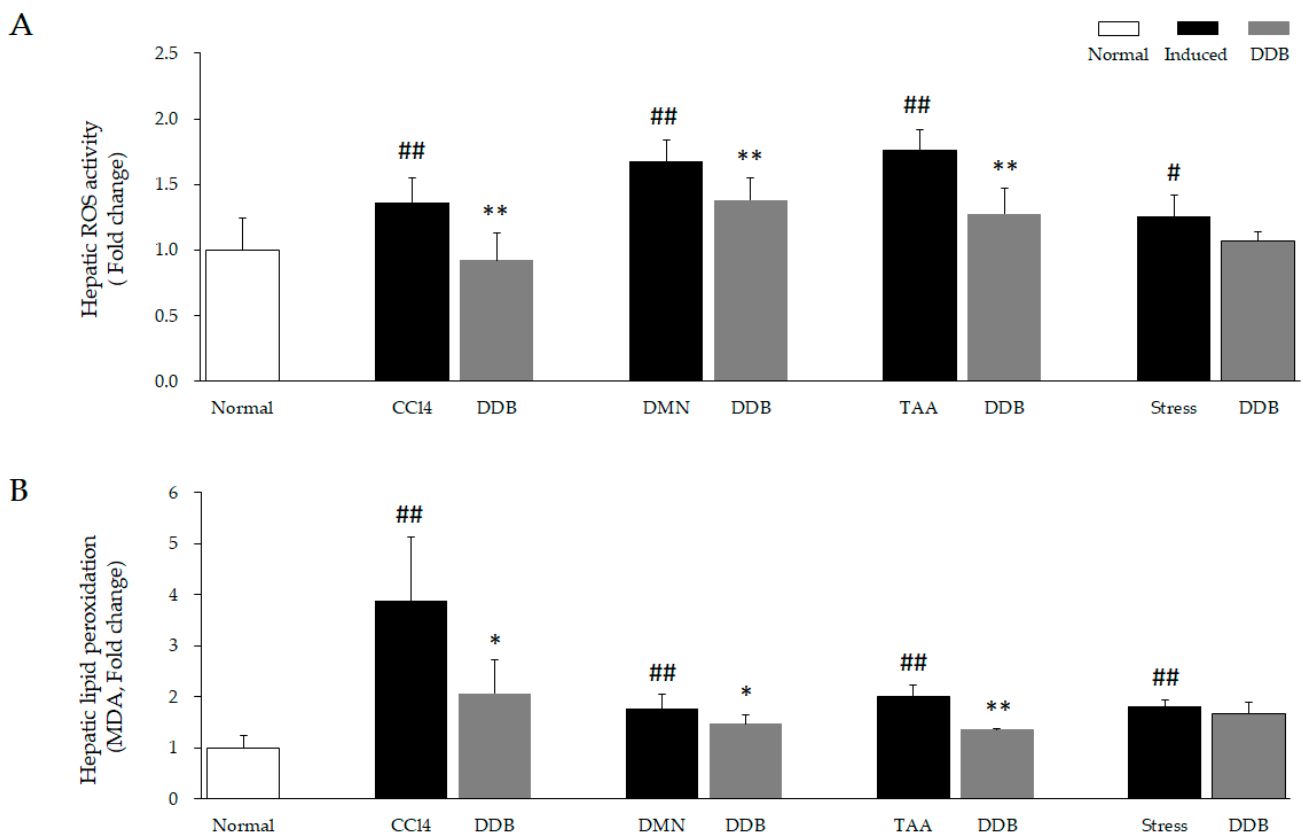 A
Normal Induced DDB
Hepatic ROS activity
( Fold change)
2.5
2.0
1.5
1.0
0.5
0.0
## ** ## ** ## ** #
Normal CCl4 DDB DMN DDB TAA DDB Stress DDB
B
Hepatic lipid peroxidation
(MDA, Fold change)
6
5
4
3
2
1
0
## * ## * ## ** ##
Normal CCl4 DDB DMN DDB TAA DDB Stress DDB